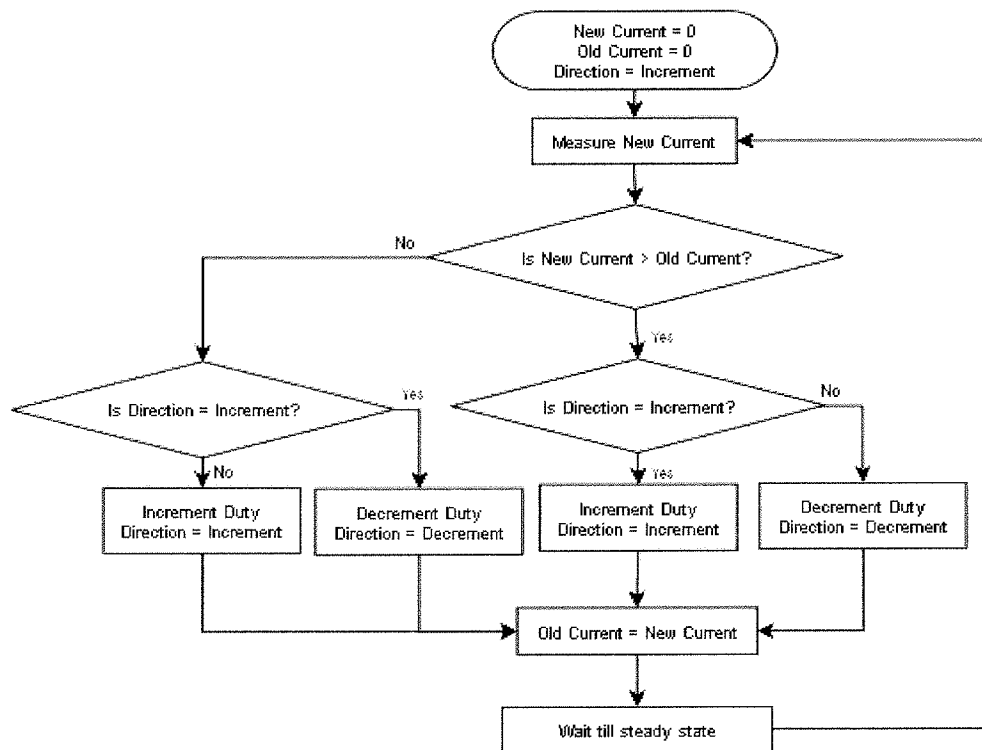 New Current = 0
Old Current = 0
Direction = Increment
Measure New Current
Is New Current > Old Current?
No
Yes
Is Direction = Increment?
Yes
No
Is Direction = Increment?
No
Yes
Increment Duty
Direction = Increment
Decrement Duty
Direction = Decrement
Increment Duty
Direction = Increment
Decrement Duty
Direction = Decrement
Old Current = New Current
Wait till steady state